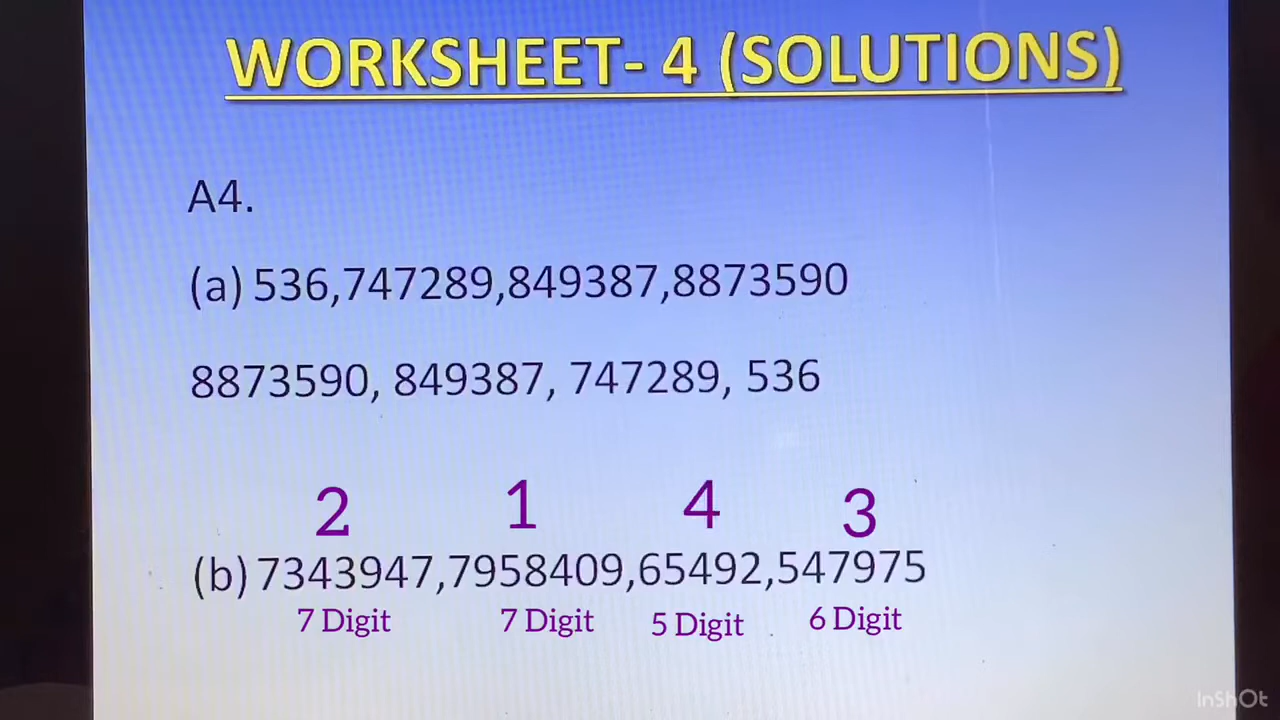 WORKSHEET- 4 (SOLUTIONS)
A4.
(a) 536,747289,849387,8873590
8873590, 849387, 747289, 536
2 1 4 3
(b) 7343947,7958409,65492,547975
7 Digit 7 Digit 5 Digit 6 Digit
InShOt